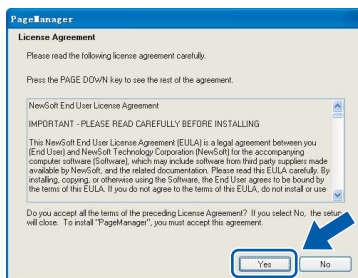 PageManager
License Agreement
Please read the following license agreement carefully.
Press the PAGE DOWN key to see the rest of the agreement.
NewSoft End User License Agreement
IMPORTANT - PLEASE READ CAREFULLY BEFORE INSTALLING
This NewSoft End User License Agreement (EULA) is a legal agreement between you
(End User) and NewSoft Technology Corporation (NewSoft) for the accompanying
computer software (Software), which may include software from third party suppliers made
available by NewSoft, and the related documentation. Please read this EULA carefully. By
installing, copying, or otherwise using the Software, the End User agrees to be bound by
the terms of this EULA. If you do not agree to the terms of this EULA, do not install or use
Do you accept all the terms of the preceding License Agreement? If you select No, the setup
will close. To install "PageManager", you must accept this agreement.
Yes
No